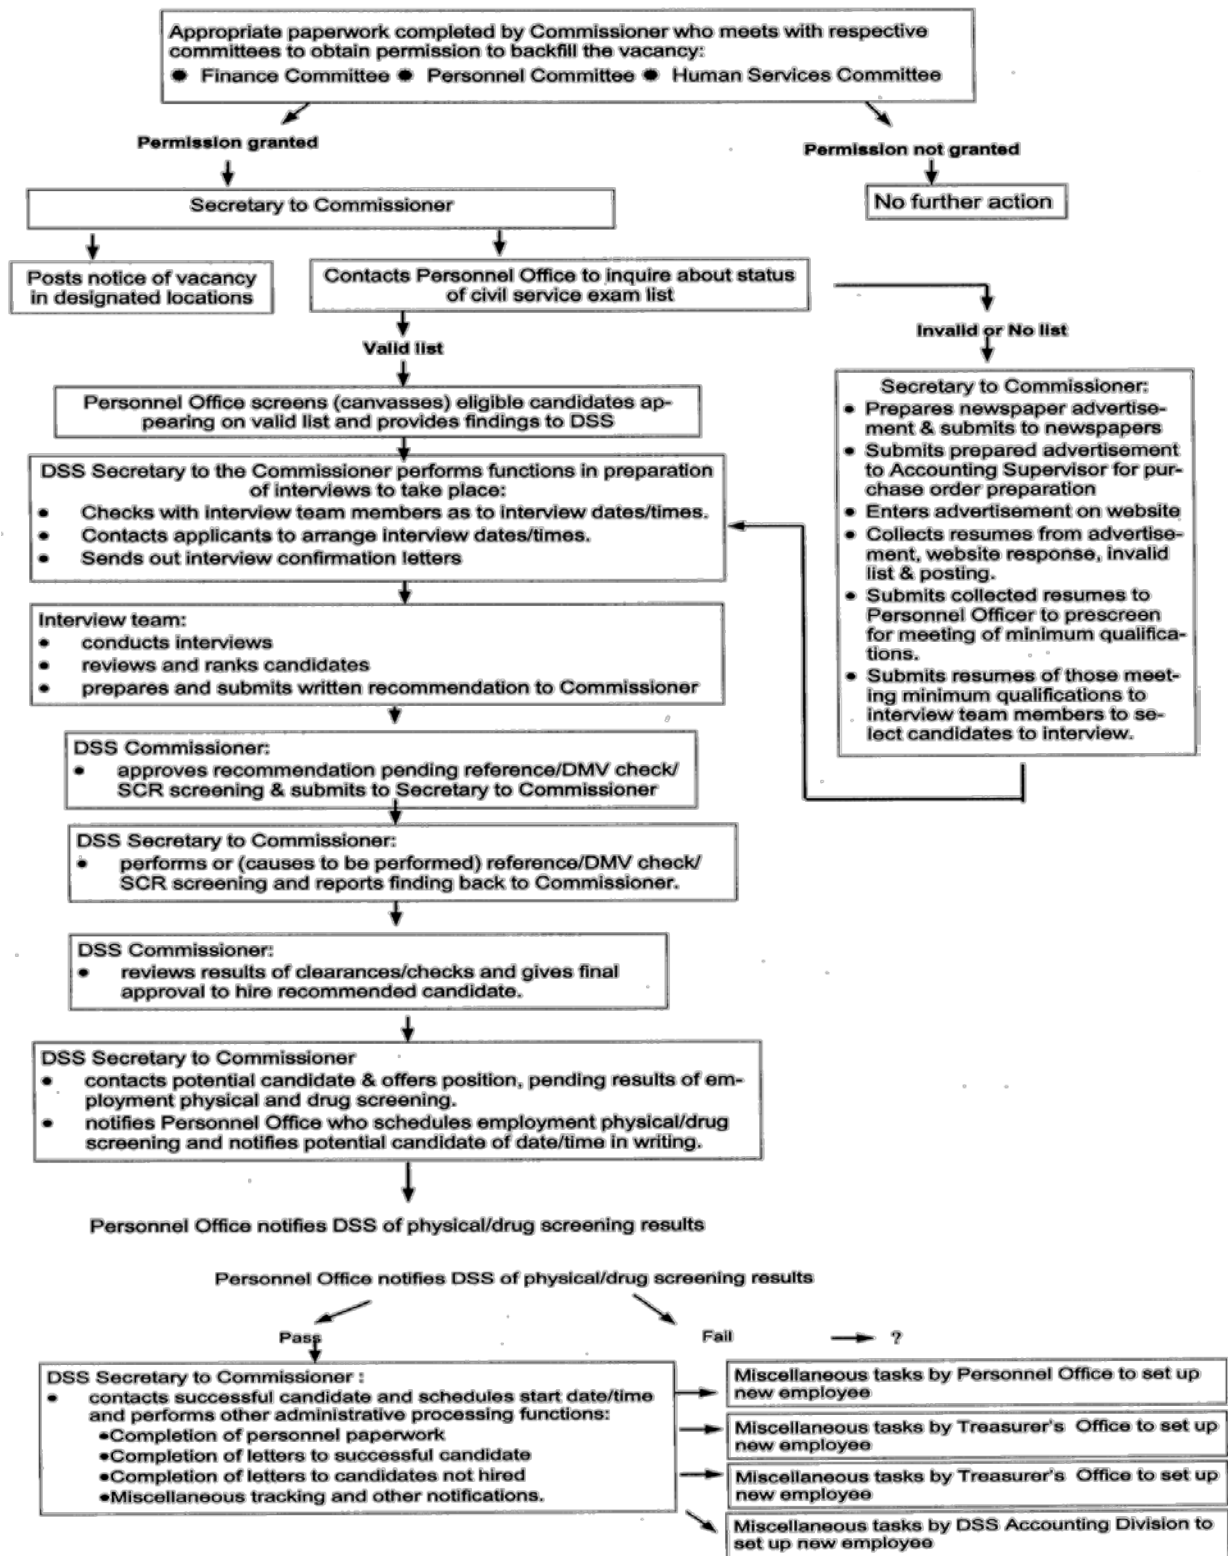 Appropriate paperwork completed by Commissioner who meets with respective
committees to obtain permission to backfill the vacancy:
● Finance Committee ● Personnel Committee ● Human Services Committee
Permission granted
Permission not granted
Secretary to Commissioner
No further action
Posts notice of vacancy
in designated locations
Contacts Personnel Office to inquire about status
of civil service exam list
Invalid or No list
Valid list
Personnel Office screens (canvasses) eligible candidates ap-
pearing on valid list and provides findings to DSS
DSS Secretary to the Commissioner performs functions in preparation
of interviews to take place:
• Checks with interview team members as to interview dates/times.
• Contacts applicants to arrange interview dates/times.
• Sends out interview confirmation letters
Secretary to Commissioner:
• Prepares newspaper advertise-
ment & submits to newspapers
• Submits prepared advertisement
to Accounting Supervisor for pur-
chase order preparation
• Enters advertisement on website
• Collects resumes from advertise-
ment, website response, invalid
list & posting.
• Submits collected resumes to
Personnel Officer to prescreen
for meeting of minimum qualifica-
tions.
• Submits resumes of those meet-
ing minimum qualifications to
interview team members to se-
lect candidates to interview.
Interview team:
• conducts interviews
• reviews and ranks candidates
• prepares and submits written recommendation to Commissioner
DSS Commissioner:
• approves recommendation pending reference/DMV check/
SCR screening & submits to Secretary to Commissioner
DSS Secretary to Commissioner:
• performs or (causes to be performed) reference/DMV check/
SCR screening and reports finding back to Commissioner.
DSS Commissioner:
• reviews results of clearances/checks and gives final
approval to hire recommended candidate.
DSS Secretary to Commissioner
• contacts potential candidate & offers position, pending results of em-
ployment physical and drug screening.
• notifies Personnel Office who schedules employment physical/drug
screening and notifies potential candidate of date/time in writing.
Personnel Office notifies DSS of physical/drug screening results
Personnel Office notifies DSS of physical/drug screening results
Pass
Fail
?
DSS Secretary to Commissioner :
• contacts successful candidate and schedules start date/time
and performs other administrative processing functions:
•Completion of personnel paperwork
•Completion of letters to successful candidate
•Completion of letters to candidates not hired
•Miscellaneous tracking and other notifications.
Miscellaneous tasks by Personnel Office to set up
new employee
Miscellaneous tasks by Treasurer's Office to set up
new employee
Miscellaneous tasks by Treasurer's Office to set up
new employee
Miscellaneous tasks by DSS Accounting Division to
set up new employee